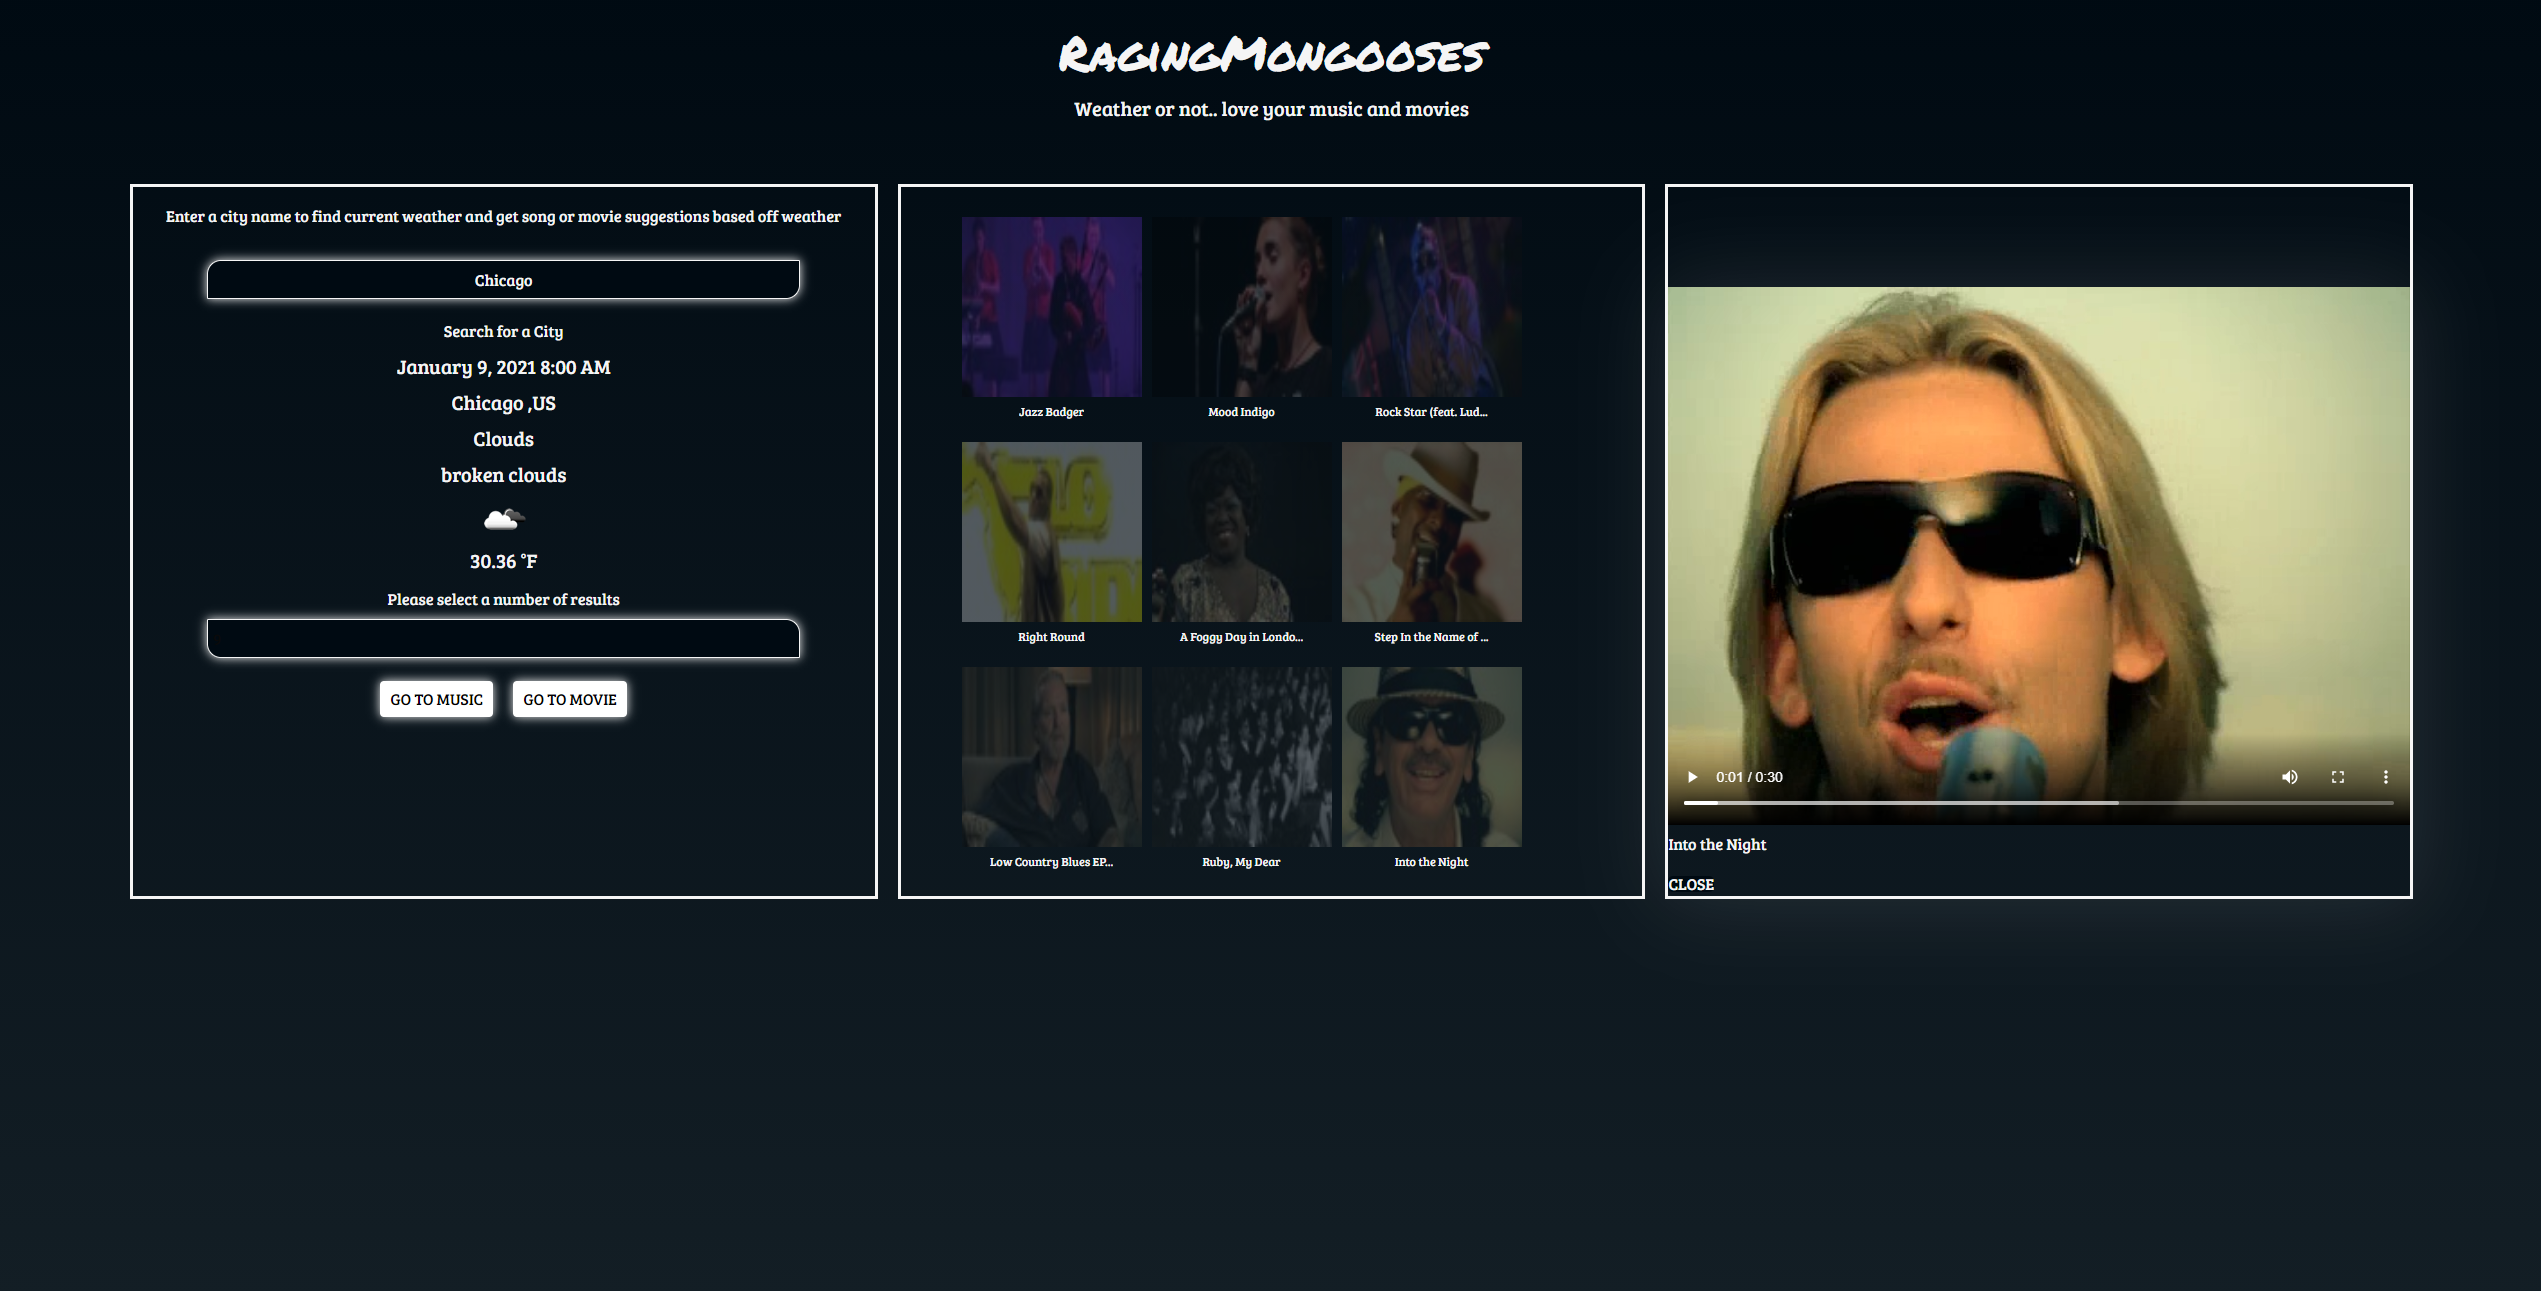 RagingMongooses
Weather or not.. love your music and movies
Enter a city name to find current weather and get song or movie suggestions based off weather
Chicago
Search for a City
January 9, 2021 8:00 AM
Chicago ,US
Clouds
broken clouds
30.36 °F
Please select a number of results
GO TO MUSIC
GO TO MOVIE
Jazz Badger
Mood Indigo
Rock Star (feat. Lud...
Right Round
A Foggy Day in Londo...
Step In the Name of ...
Low Country Blues EP...
Ruby, My Dear
Into the Night
0:01 / 0:30
Into the Night
CLOSE